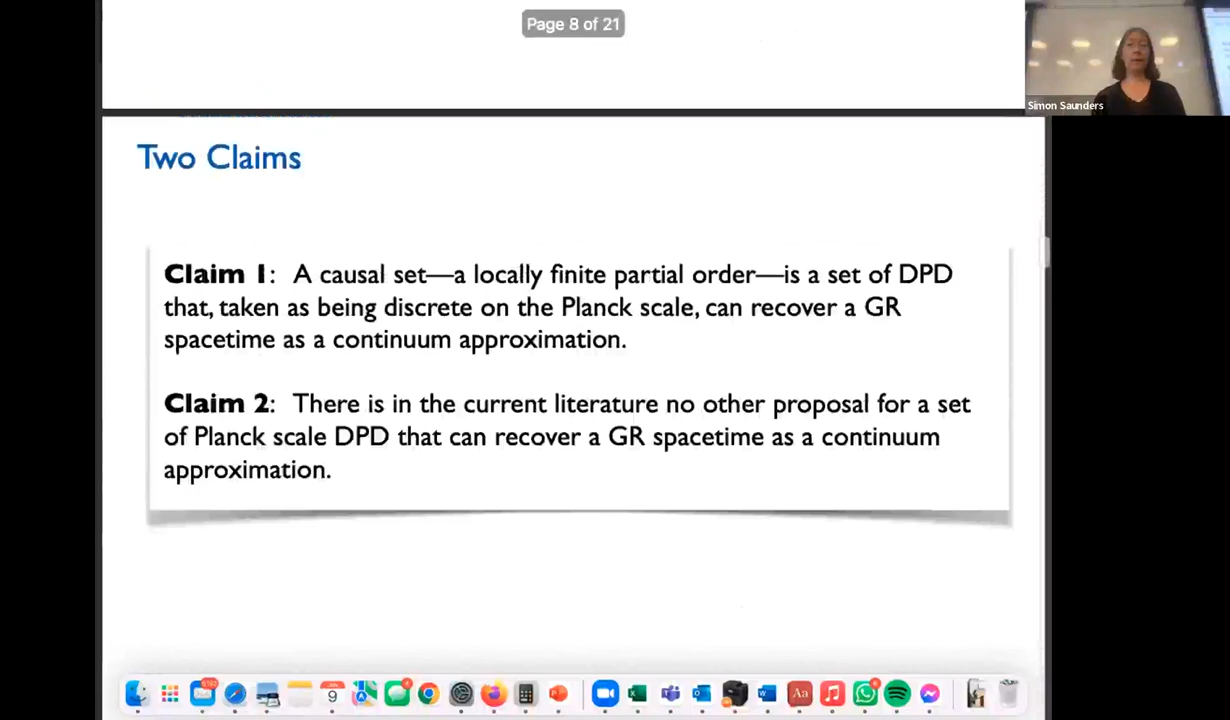 Page 8 of 21
Simon Saunders
Two Claims
Claim 1: A causal set—a locally finite partial order—is a set of DPD
that, taken as being discrete on the Planck scale, can recover a GR
spacetime as a continuum approximation.
Claim 2: There is in the current literature no other proposal for a set
of Planck scale DPD that can recover a GR spacetime as a continuum
approximation.
9
Aa